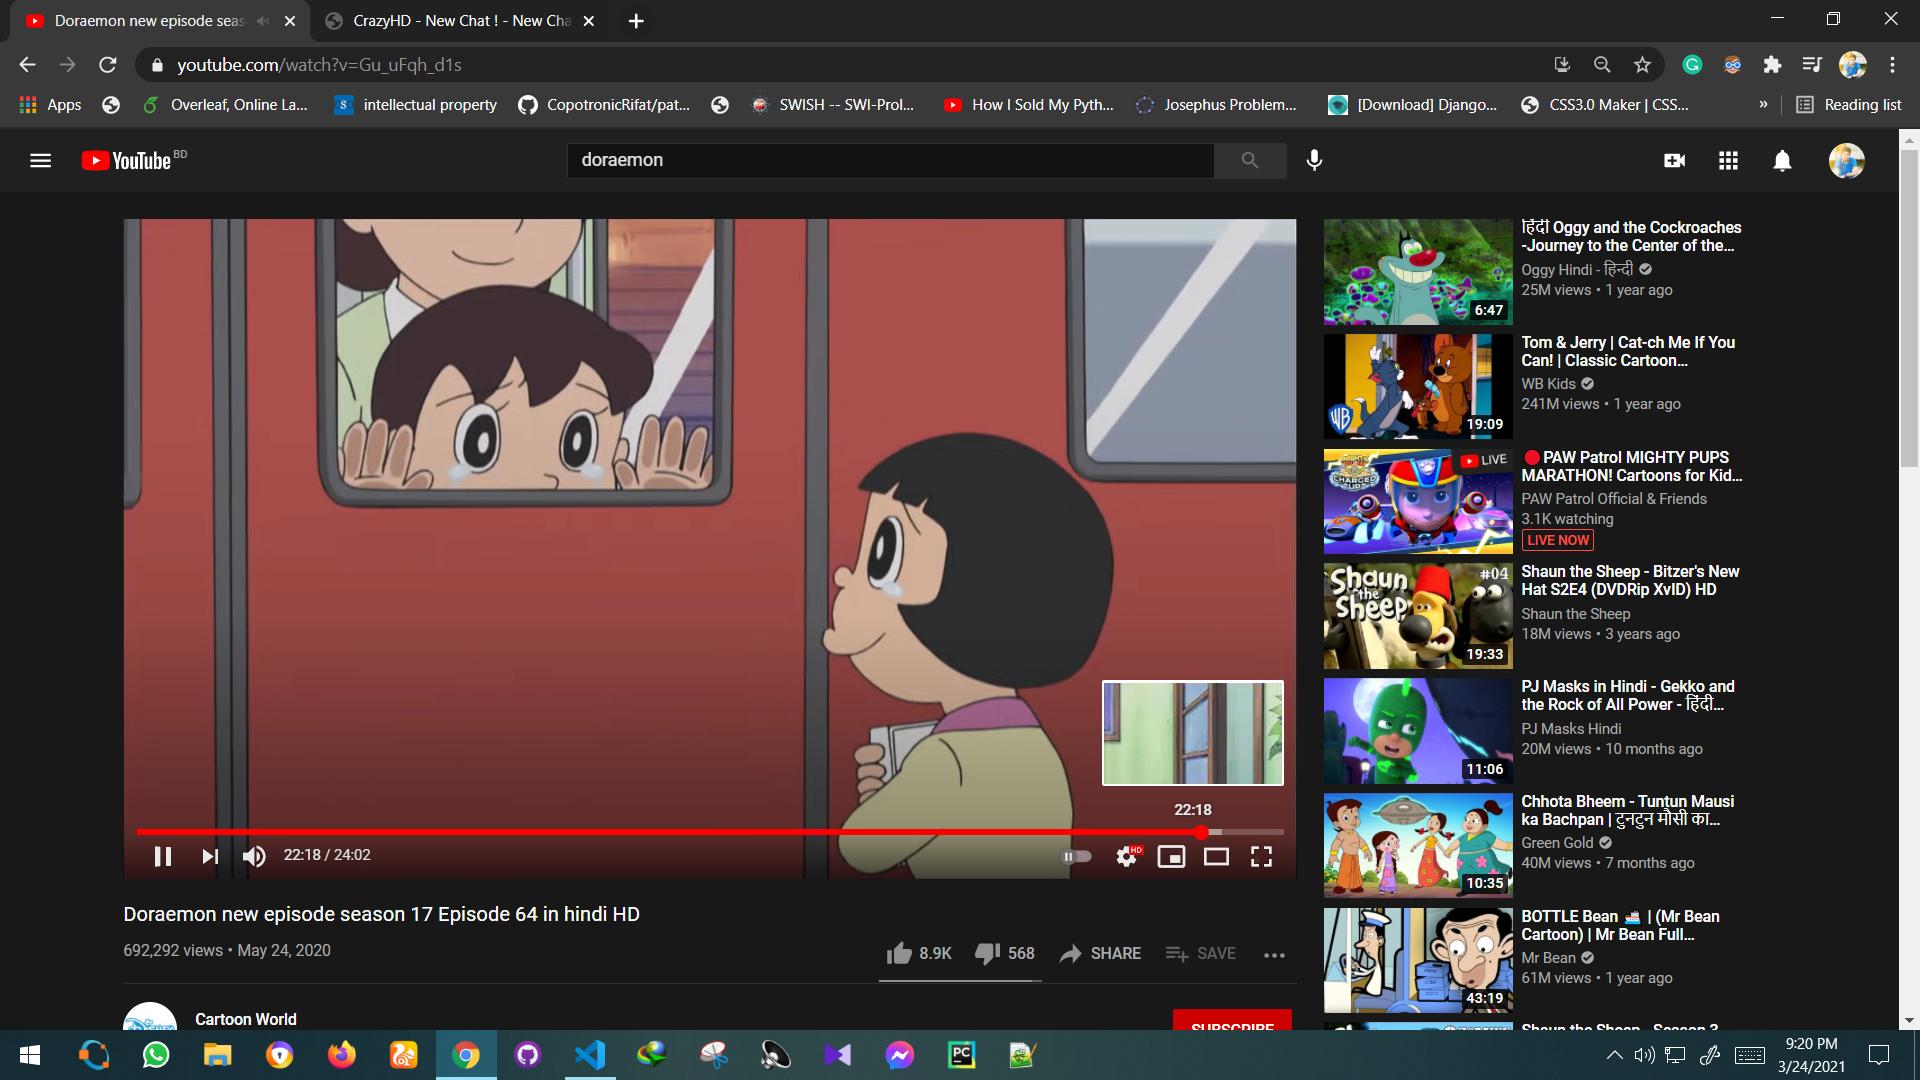 Doraemon new episode seas
CrazyHD - New Chat ! - New Cha
youtube.com/watch?v=Gu_uFqh_d1s
Apps
Overleaf, Online La...
intellectual property
CopotronicRifat/pat...
SWISH -- SWI-Prol...
How I Sold My Pyth...
Josephus Problem...
[Download] Django...
CSS3.0 Maker | CSS...
»
Reading list
YouTube BD
doraemon
22:18
22:18 / 24:02
HD
Doraemon new episode season 17 Episode 64 in hindi HD
692,292 views • May 24, 2020
8.9K
568
SHARE
SAVE
Cartoon World
SUBSCRIBE
6:47
हिंदी Oggy and the Cockroaches
-Journey to the Center of the...
Oggy Hindi - हिन्दी
25M views • 1 year ago
WB
19:09
Tom & Jerry | Cat-ch Me If You
Can! | Classic Cartoon...
WB Kids
241M views • 1 year ago
LIVE
CHARGED UP
🔴PAW Patrol MIGHTY PUPS
MARATHON! Cartoons for Kid...
PAW Patrol Official & Friends
3.1K watching
LIVE NOW
Shaun
the
Sheep
#04
19:33
Shaun the Sheep - Bitzer's New
Hat S2E4 (DVDRip XvID) HD
Shaun the Sheep
18M views • 3 years ago
11:06
PJ Masks in Hindi - Gekko and
the Rock of All Power - हिंदी...
PJ Masks Hindi
20M views • 10 months ago
10:35
Chhota Bheem - Tuntun Mausi
ka Bachpan | टुनटुन मौसी का...
Green Gold
40M views • 7 months ago
43:19
BOTTLE Bean 🚢 | (Mr Bean
Cartoon) | Mr Bean Full...
Mr Bean
61M views • 1 year ago
Shaun the Sheep - Season 3
PC
9:20 PM
3/24/2021